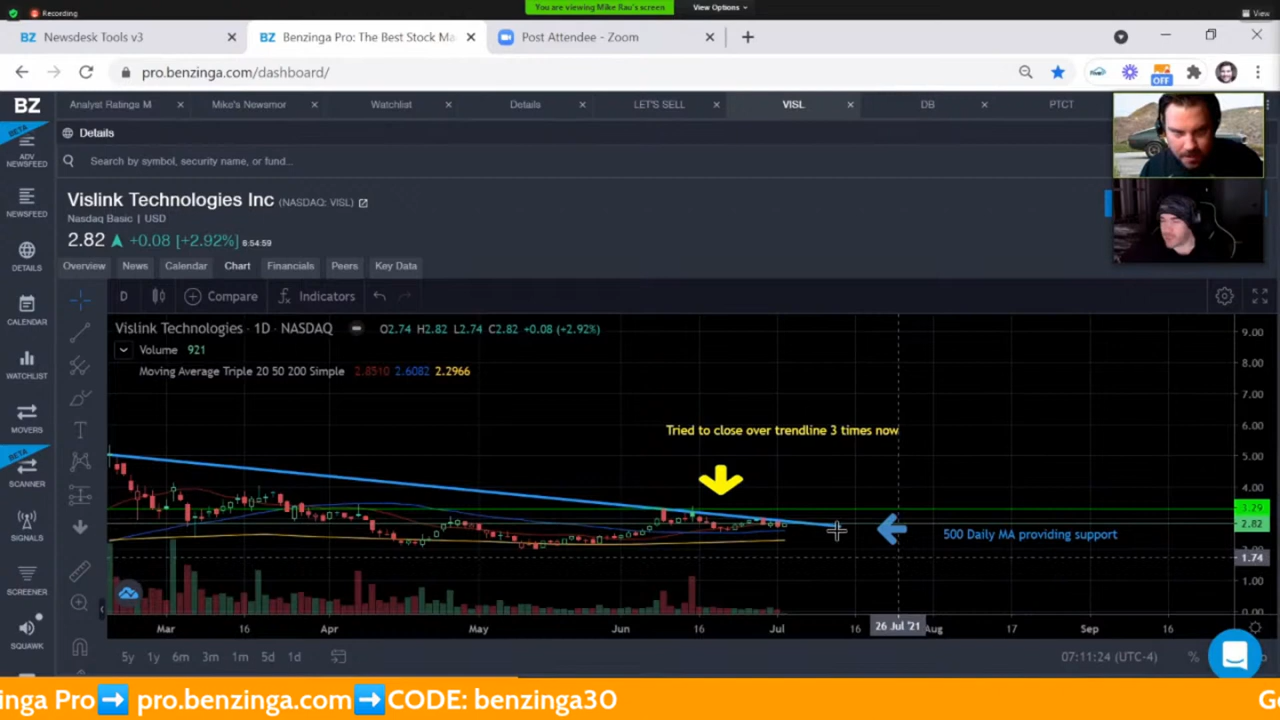 Recording
You are viewing Mike Rau's screen
View Options
View
BZ Newsdesk Tools v3
BZ Benzinga Pro: The Best Stock Ma
Post Attendee - Zoom
pro.benzinga.com/dashboard/
OFF
BZ
Analyst Ratings M
Mike's Newsmor
Watchlist
Details
LET'S SELL
VISL
DB
PTCT
BETA
ADV
NEWSFEED
NEWSFEED
DETAILS
CALENDAR
WATCHLIST
MOVERS
BETA
SCANNER
SIGNALS
SCREENER
SQUAWK
Details
Search by symbol, security name, or fund...
Vislink Technologies Inc (NASDAQ: VISL)
Nasdaq Basic | USD
2.82 +0.08 [+2.92%] 8:54:59
Overview News Calendar Chart Financials Peers Key Data
D Compare Indicators
Vislink Technologies · 1D · NASDAQ O2.74 H2.82 L2.74 C2.82 +0.08 (+2.92%)
Volume 921
Moving Average Triple 20 50 200 Simple 2.8510 2.6082 2.2966
Tried to close over trendline 3 times now
500 Daily MA providing support
9.00
8.00
7.00
6.00
5.00
4.00
3.29
2.82
1.74
1.00
0.00
Mar 16 Apr May Jun 16 Jul 16 26 Jul '21 Aug 17 Sep 16
5y 1y 6m 3m 1m 5d 1d
07:11:24 (UTC-4) %
inga Pro➡ pro.benzinga.com➡CODE: benzinga30